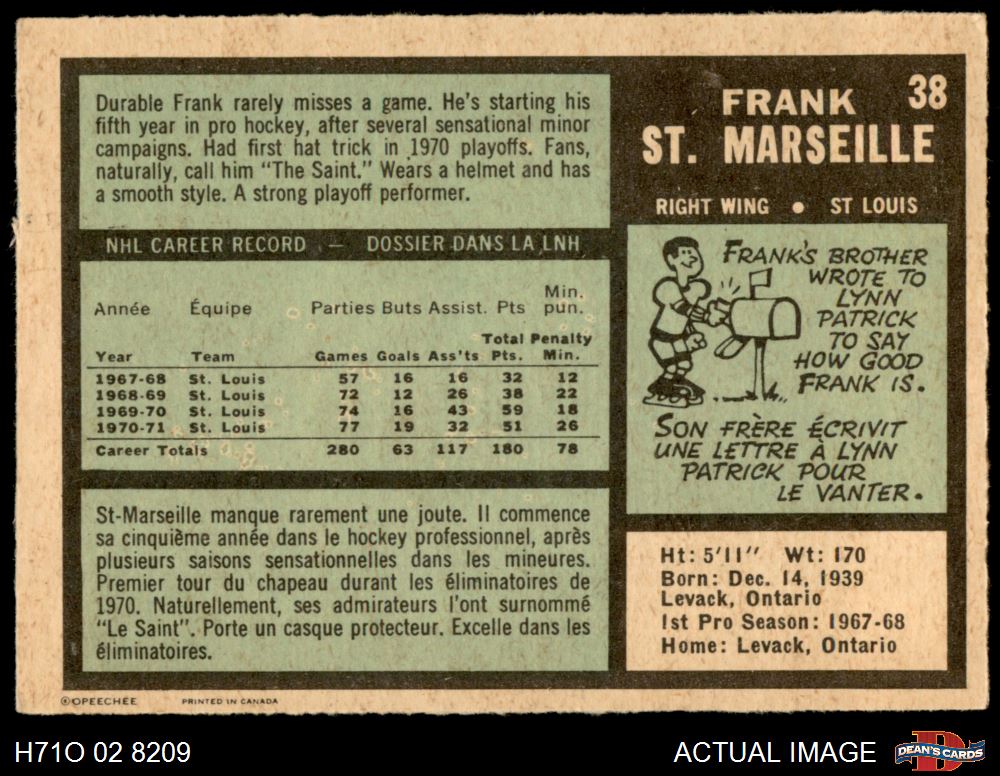 Durable Frank rarely misses a game. He's starting his
fifth year in pro hockey, after several sensational minor
campaigns. Had first hat trick in 1970 playoffs. Fans,
naturally, call him "The Saint." Wears a helmet and has
a smooth style. A strong playoff performer.
38
FRANK
ST. MARSEILLE
RIGHT WING ● ST LOUIS
NHL CAREER RECORD — DOSSIER DANS LA LNH
Année Équipe Parties Buts Assist. Pts Min. pun.
Year Team Games Goals Ass'ts Total Pts. Penalty Min.
1967-68 St. Louis 57 16 16 32 12
1968-69 St. Louis 72 12 26 38 22
1969-70 St. Louis 74 16 43 59 18
1970-71 St. Louis 77 19 32 51 26
Career Totals 280 63 117 180 78
FRANK'S BROTHER
WROTE TO
LYNN
PATRICK
TO SAY
HOW GOOD
FRANK IS.
SON FRÈRE ÉCRIVIT
UNE LETTRE À LYNN
PATRICK POUR
LE VANTER.
St-Marseille manque rarement une joute. Il commence
sa cinquième année dans le hockey professionnel, après
plusieurs saisons sensationnelles dans les mineures.
Premier tour du chapeau durant les éliminatoires de
1970. Naturellement, ses admirateurs l'ont surnommé
"Le Saint". Porte un casque protecteur. Excelle dans les
éliminatoires.
Ht: 5'11" Wt: 170
Born: Dec. 14, 1939
Levack, Ontario
1st Pro Season: 1967-68
Home: Levack, Ontario
©OPEECHÉE PRINTED IN CANADA
H71O 02 8209
ACTUAL IMAGE
D
DEAN'S CARDS